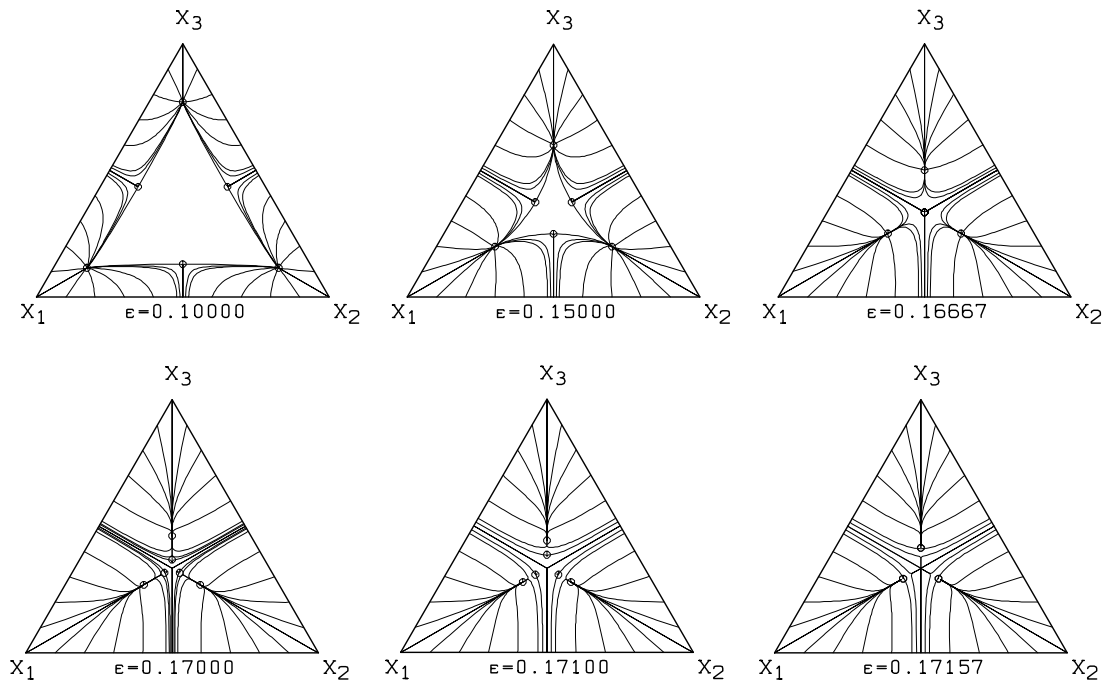 X3 X3 X3
X1 ε=0.10000 X2 X1 ε=0.15000 X2 X1 ε=0.16667 X2
X3 X3 X3
X1 ε=0.17000 X2 X1 ε=0.17100 X2 X1 ε=0.17157 X2